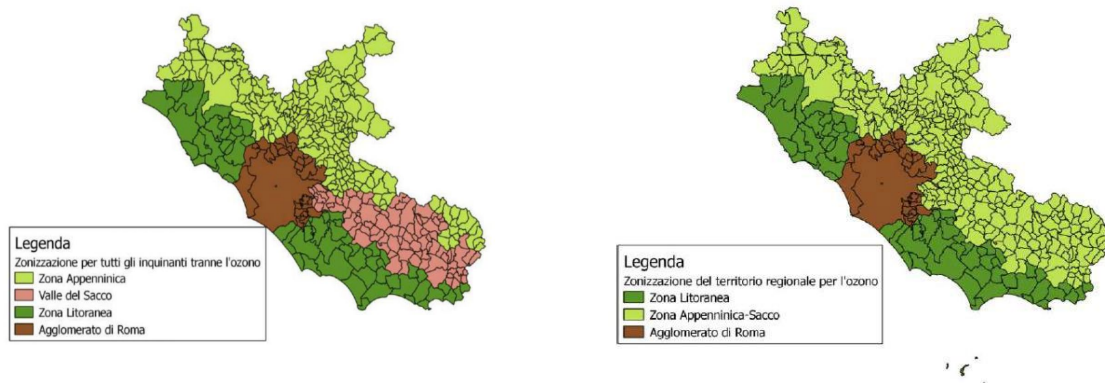 Legenda
Zonizzazione per tutti gli inquinanti tranne l'ozono
Zona Appenninica
Valle del Sacco
Zona Litoranea
Agglomerato di Roma
Legenda
Zonizzazione del territorio regionale per l'ozono
Zona Litoranea
Zona Appenninica-Sacco
Agglomerato di Roma